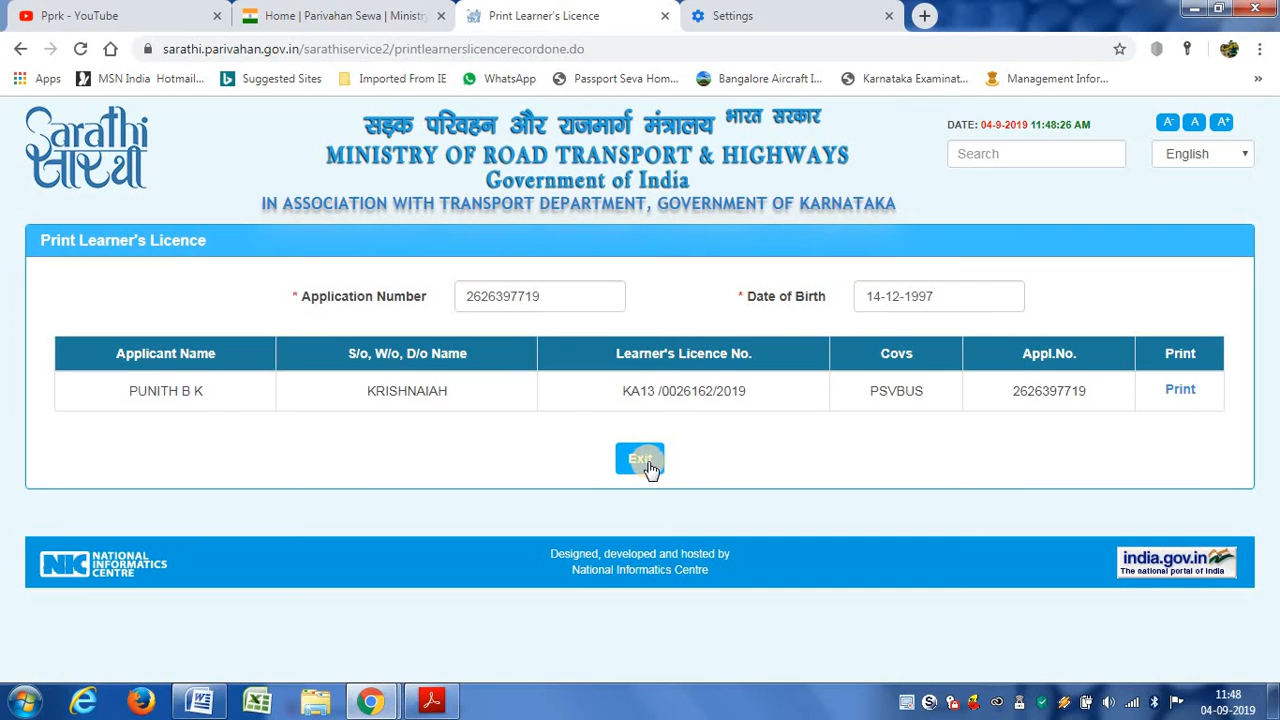 Pprk - YouTube
Home | Parivahan Sewa | Ministry
Print Learner's Licence
Settings
sarathi.parivahan.gov.in/sarathiservice2/printlearnerslicencerecordone.do
Apps
MSN India Hotmail...
Suggested Sites
Imported From IE
WhatsApp
Passport Seva Hom...
Bangalore Aircraft I...
Karnataka Examinat...
Management Infor...
»
Sarathi
सारथी
सड़क परिवहन और राजमार्ग मंत्रालय भारत सरकार
MINISTRY OF ROAD TRANSPORT & HIGHWAYS
Government of India
IN ASSOCIATION WITH TRANSPORT DEPARTMENT, GOVERNMENT OF KARNATAKA
DATE: 04-9-2019 11:48:26 AM
A- A A+
Search
English
Print Learner's Licence
* Application Number 2626397719 * Date of Birth 14-12-1997
Applicant Name S/o, W/o, D/o Name Learner's Licence No. Covs Appl.No. Print
PUNITH B K KRISHNAIAH KA13 /0026162/2019 PSVBUS 2626397719 Print
Exit
NIC NATIONAL INFORMATICS CENTRE
Designed, developed and hosted by
National Informatics Centre
india.gov.in
The national portal of India
11:48
04-09-2019